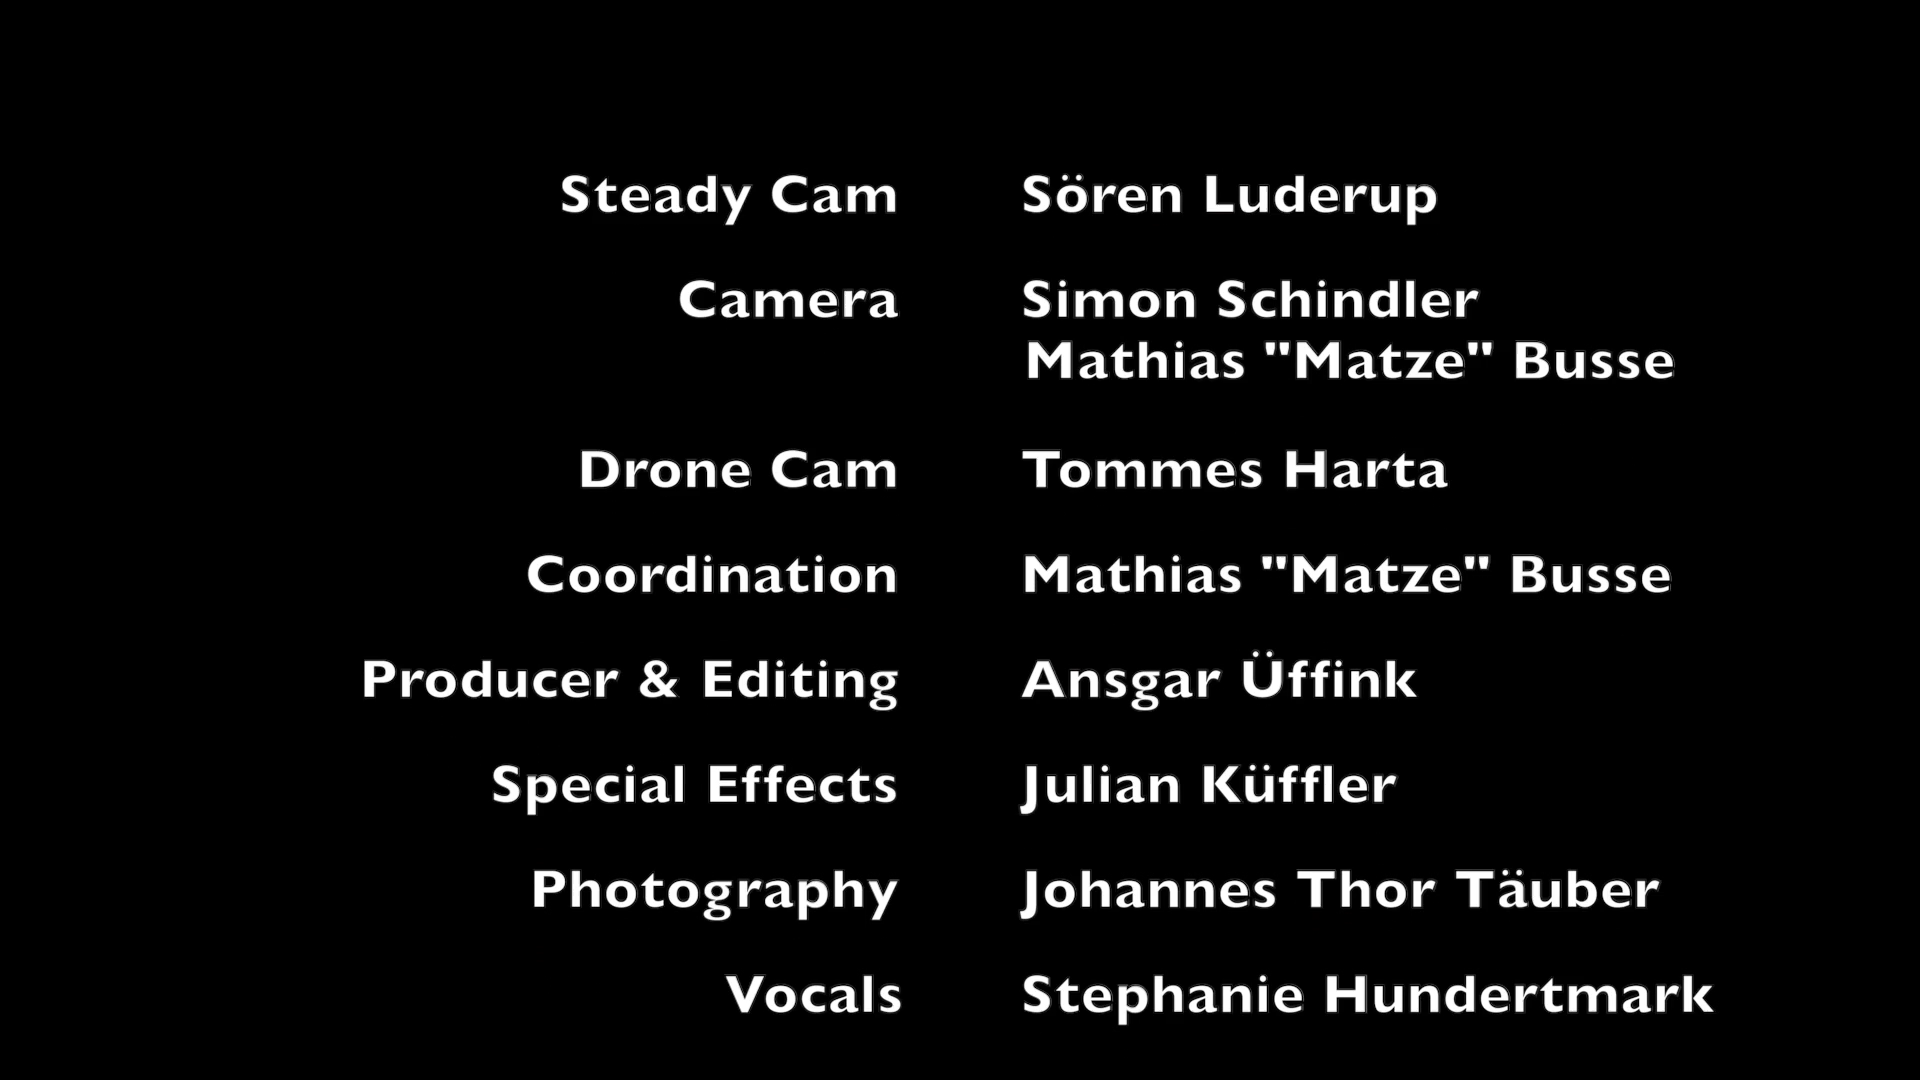 Steady Cam Sören Luderup
Camera Simon Schindler
Mathias "Matze" Busse
Drone Cam Tommes Harta
Coordination Mathias "Matze" Busse
Producer & Editing Ansgar Üffink
Special Effects Julian Küffler
Photography Johannes Thor Täuber
Vocals Stephanie Hundertmark